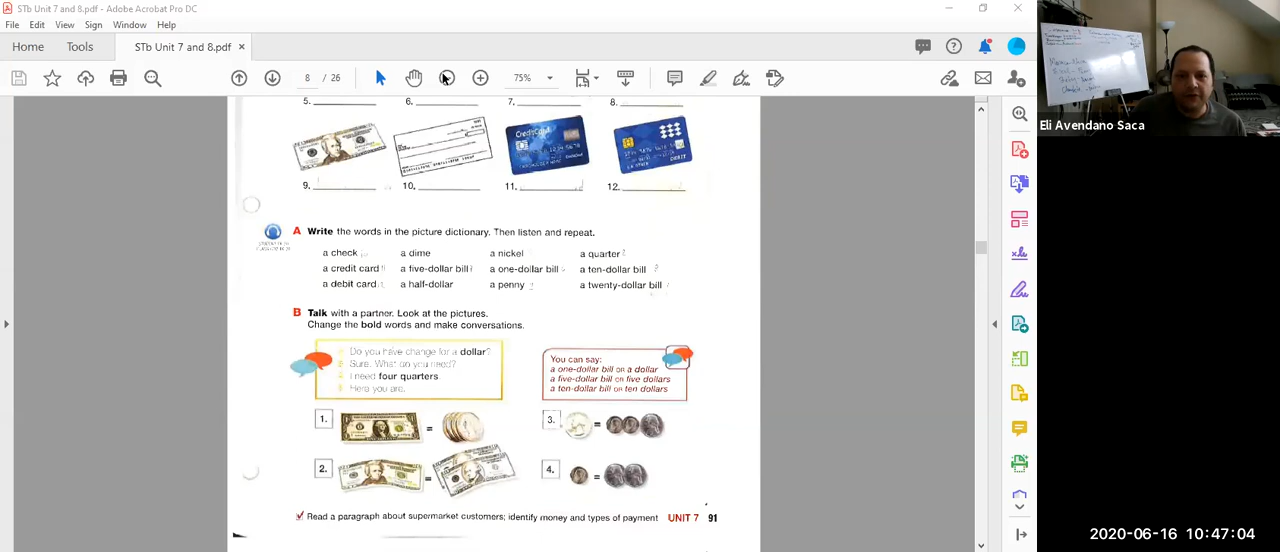 STb Unit 7 and 8.pdf - Adobe Acrobat Pro DC
File Edit View Sign Window Help
Home Tools STb Unit 7 and 8.pdf ×
8 / 26 75%
Eli Avendano Saca
5. 6. 7. 8.
CreditCard
DEBIT
9. 10. 11. 12.
A Write the words in the picture dictionary. Then listen and repeat.
a check a dime a nickel a quarter
a credit card a five-dollar bill a one-dollar bill a ten-dollar bill
a debit card a half-dollar a penny a twenty-dollar bill
B Talk with a partner. Look at the pictures.
Change the bold words and make conversations.
Do you have change for a dollar?
Sure. What do you need?
I need four quarters.
Here you are.
You can say:
a one-dollar bill OR a dollar
a five-dollar bill OR five dollars
a ten-dollar bill OR ten dollars
1. = 3. =
2. = 4. =
Read a paragraph about supermarket customers; identify money and types of payment UNIT 7 91
2020-06-16 10:47:04